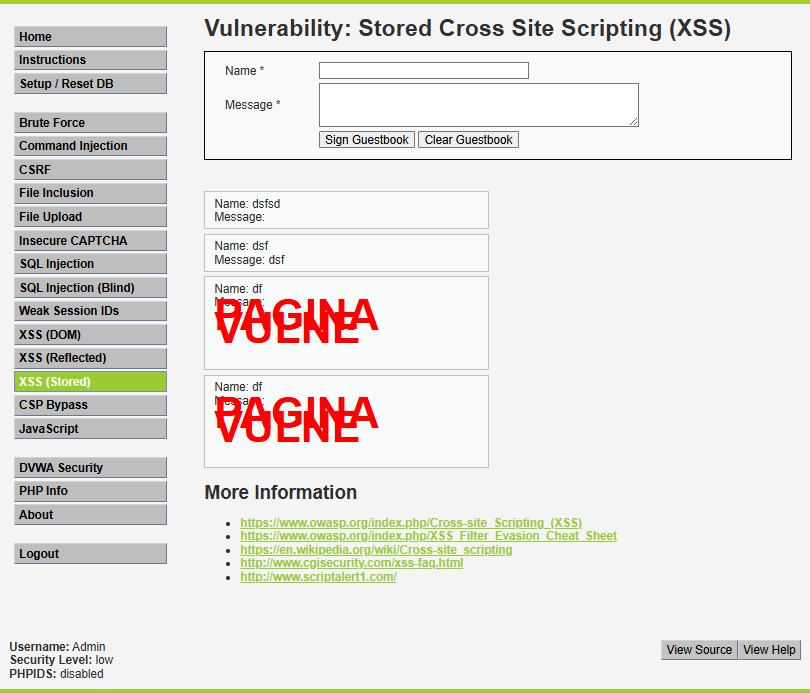 Home
Instructions
Setup / Reset DB
Brute Force
Command Injection
CSRF
File Inclusion
File Upload
Insecure CAPTCHA
SQL Injection
SQL Injection (Blind)
Weak Session IDs
XSS (DOM)
XSS (Reflected)
XSS (Stored)
CSP Bypass
JavaScript
DVWA Security
PHP Info
About
Logout
Vulnerability: Stored Cross Site Scripting (XSS)
Name *
Message *
Sign Guestbook Clear Guestbook
Name: dsfsd
Message:
Name: dsf
Message: dsf
Name: df
Message:
PAGINA
VULNE
Name: df
Message:
PAGINA
VULNE
More Information
https://www.owasp.org/index.php/Cross-site_Scripting_(XSS)
https://www.owasp.org/index.php/XSS_Filter_Evasion_Cheat_Sheet
https://en.wikipedia.org/wiki/Cross-site_scripting
http://www.cgisecurity.com/xss-faq.html
http://www.scriptalert1.com/
Username: Admin
Security Level: low
PHPIDS: disabled
View Source View Help